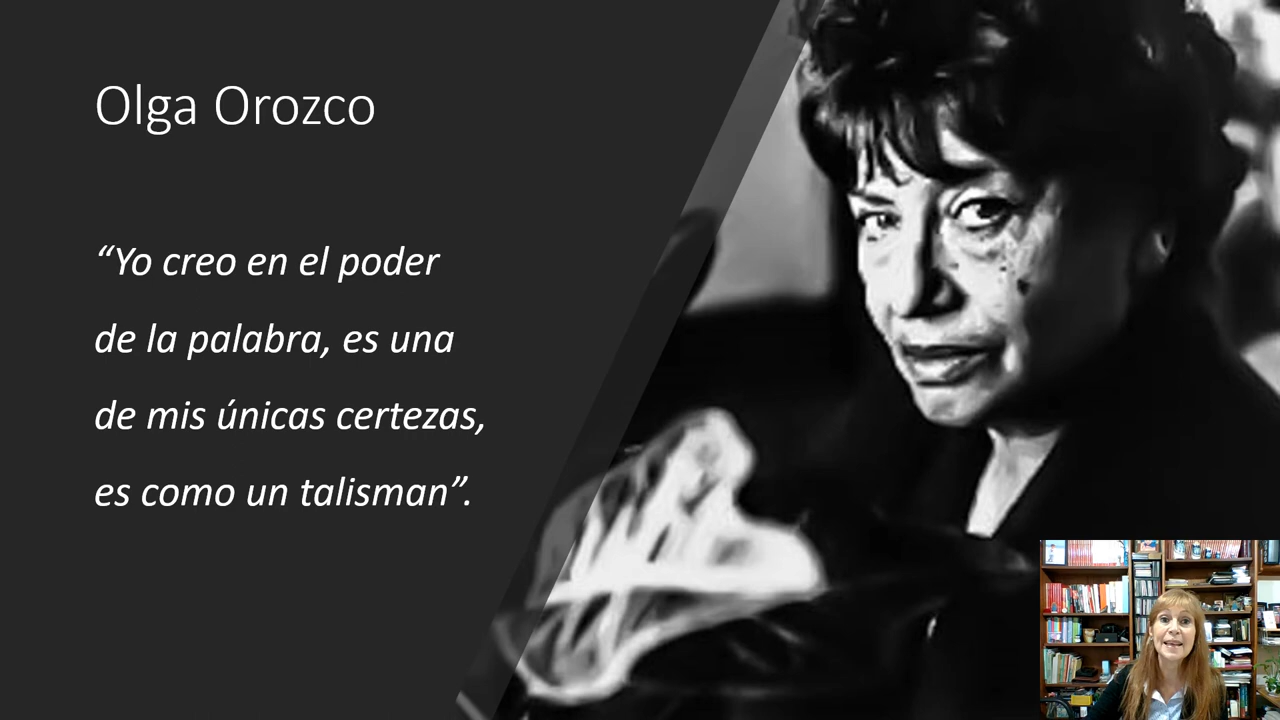 Olga Orozco
“Yo creo en el poder
de la palabra, es una
de mis únicas certezas,
es como un talisman”.